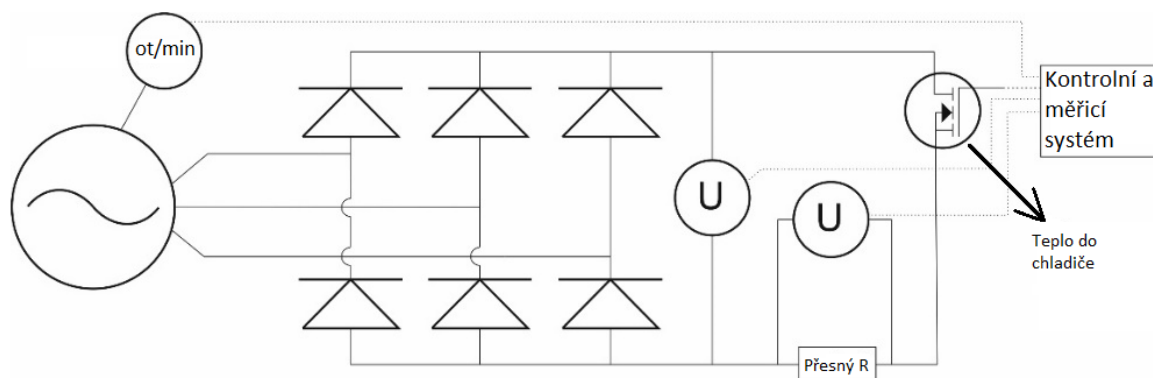 ot/min
Kontrolní a
měřicí
systém
U
U
Teplo do
chladiče
Přesný R